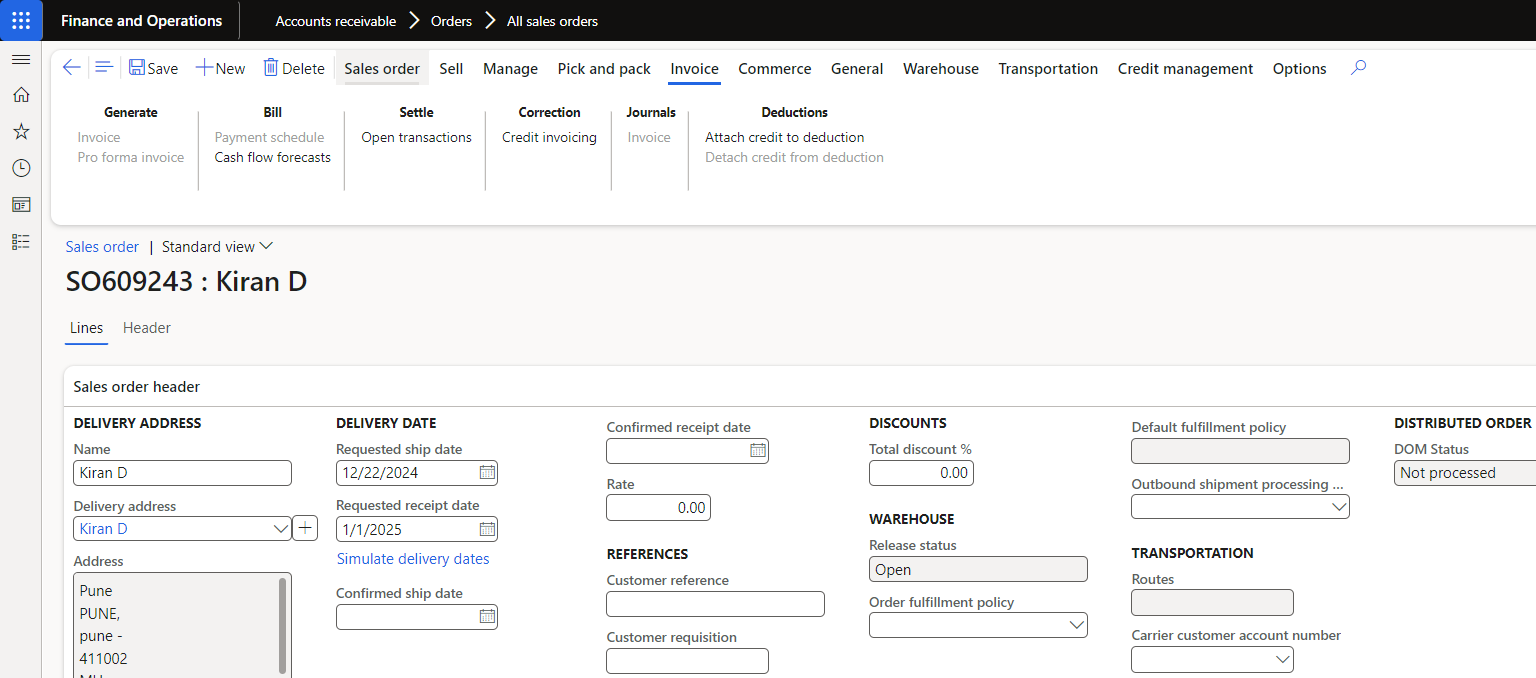 Finance and Operations
Accounts receivable
Orders
All sales orders
Save
New
Delete
Sales order
Sell
Manage
Pick and pack
Invoice
Commerce
General
Warehouse
Transportation
Credit management
Options
Generate
Invoice
Pro forma invoice
Bill
Payment schedule
Cash flow forecasts
Settle
Open transactions
Correction
Credit invoicing
Journals
Invoice
Deductions
Attach credit to deduction
Detach credit from deduction
Sales order | Standard view
SO609243 : Kiran D
Lines
Header
Sales order header
DELIVERY ADDRESS
Name
Kiran D
Delivery address
Kiran D
Address
Pune
PUNE,
pune -
411002
DELIVERY DATE
Requested ship date
12/22/2024
Requested receipt date
1/1/2025
Simulate delivery dates
Confirmed ship date
Confirmed receipt date
Rate
0.00
REFERENCES
Customer reference
Customer requisition
DISCOUNTS
Total discount %
0.00
WAREHOUSE
Release status
Open
Order fulfillment policy
Default fulfillment policy
Outbound shipment processing ...
TRANSPORTATION
Routes
Carrier customer account number
DISTRIBUTED ORDER
DOM Status
Not processed